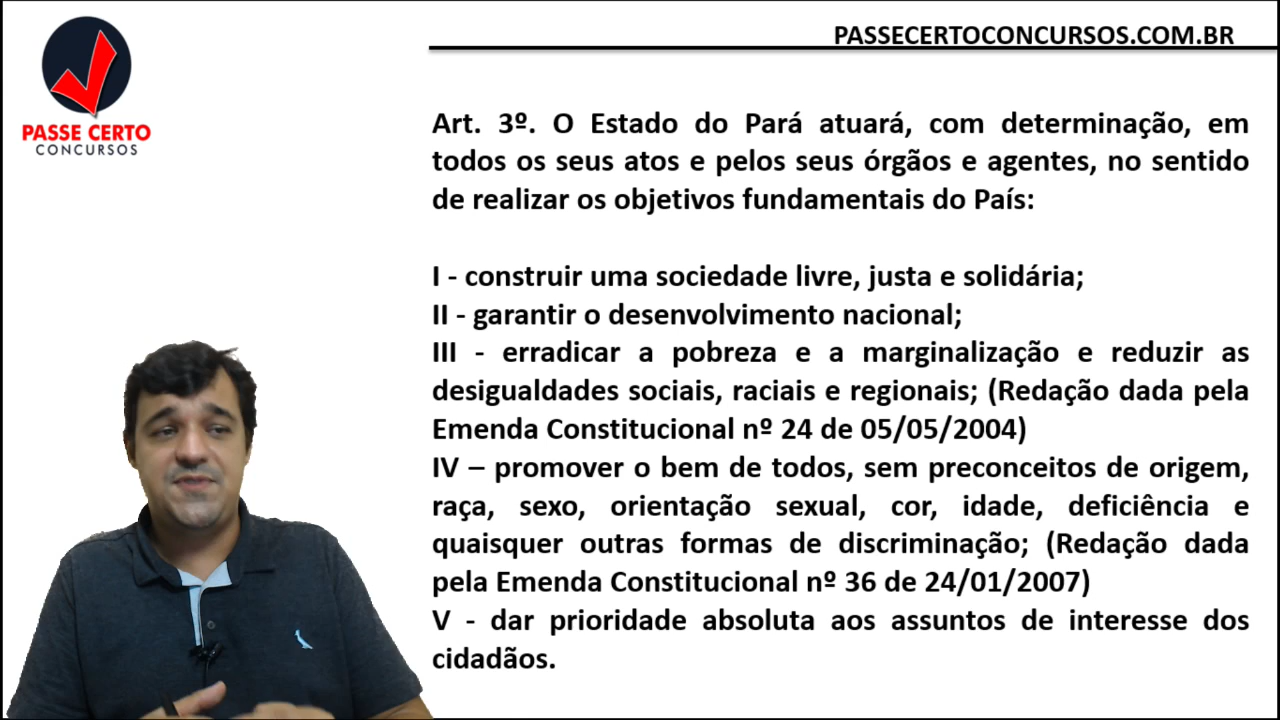 PASSE CERTO
CONCURSOS
PASSECERTOCONCURSOS.COM.BR
Art. 3º. O Estado do Pará atuará, com determinação, em
todos os seus atos e pelos seus órgãos e agentes, no sentido
de realizar os objetivos fundamentais do País:
I - construir uma sociedade livre, justa e solidária;
II - garantir o desenvolvimento nacional;
III - erradicar a pobreza e a marginalização e reduzir as
desigualdades sociais, raciais e regionais; (Redação dada pela
Emenda Constitucional nº 24 de 05/05/2004)
IV – promover o bem de todos, sem preconceitos de origem,
raça, sexo, orientação sexual, cor, idade, deficiência e
quaisquer outras formas de discriminação; (Redação dada
pela Emenda Constitucional nº 36 de 24/01/2007)
V - dar prioridade absoluta aos assuntos de interesse dos
cidadãos.